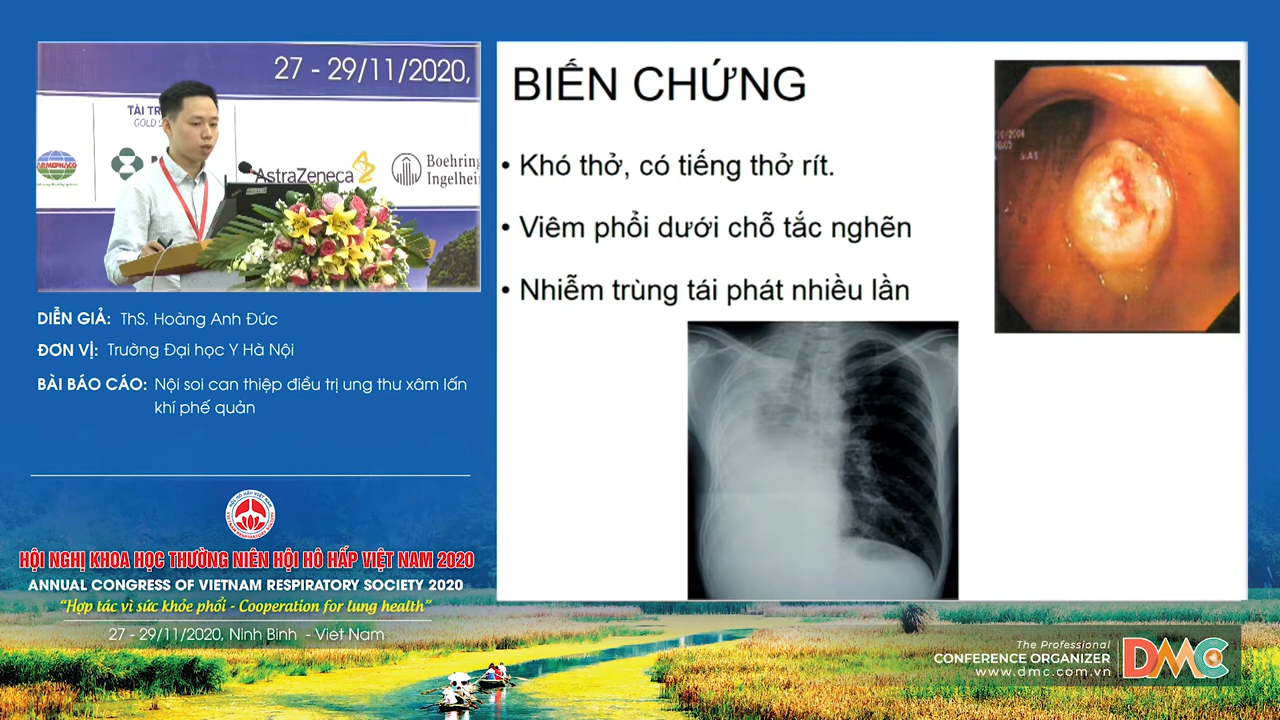 27 - 29/11/2020,
TÀI TR
GOLD S
ARMEPHACO
AstraZeneca
Boehring
Ingelhei
DIỄN GIẢ: ThS. Hoàng Anh Đức
ĐƠN VỊ: Trường Đại học Y Hà Nội
BÀI BÁO CÁO: Nội soi can thiệp điều trị ung thư xâm lấn
khí phế quản
HỘI NGHỊ KHOA HỌC THƯỜNG NIÊN HỘI HÔ HẤP VIỆT NAM 2020
ANNUAL CONGRESS OF VIETNAM RESPIRATORY SOCIETY 2020
“Hợp tác vì sức khỏe phổi - Cooperation for lung health”
27 - 29/11/2020, Ninh Binh - Viet Nam
BIẾN CHỨNG
• Khó thở, có tiếng thở rít.
• Viêm phổi dưới chỗ tắc nghẽn
• Nhiễm trùng tái phát nhiều lần
The Professional
CONFERENCE ORGANIZER
www.dmc.com.vn
DMC